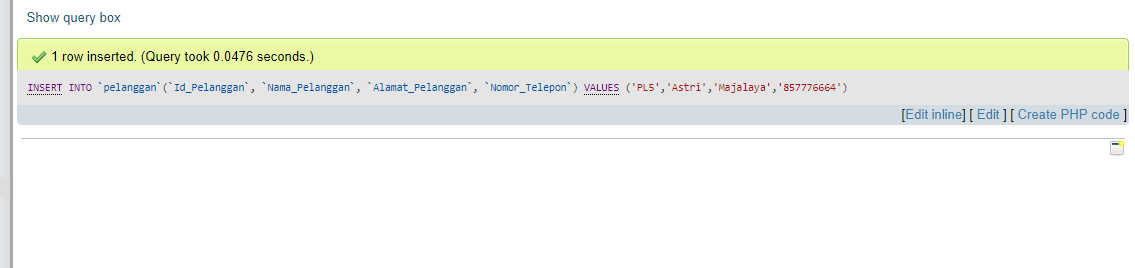 Show query box
1 row inserted. (Query took 0.0476 seconds.)
INSERT INTO `pelanggan`(`Id_Pelanggan`, `Nama_Pelanggan`, `Alamat_Pelanggan`, `Nomor_Telepon`) VALUES ('PL5','Astri','Majalaya','857776664')
[Edit inline] [ Edit ] [ Create PHP code ]